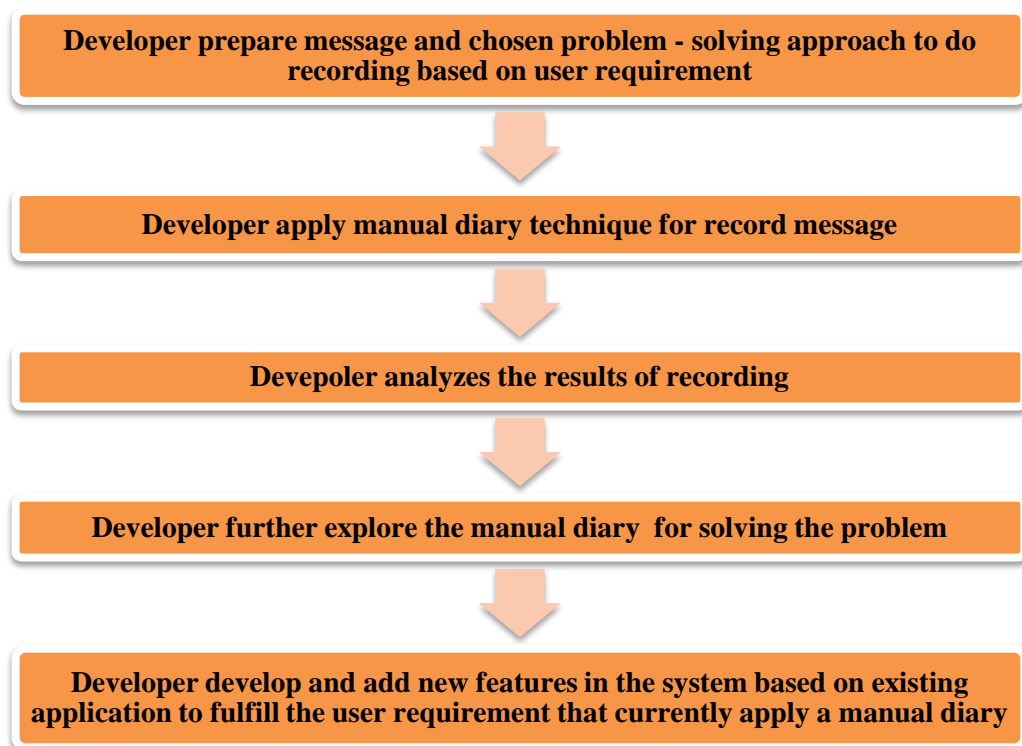 Developer prepare message and chosen problem - solving approach to do
recording based on user requirement
Developer apply manual diary technique for record message
Devepoler analyzes the results of recording
Developer further explore the manual diary for solving the problem
Developer develop and add new features in the system based on existing
application to fulfill the user requirement that currently apply a manual diary